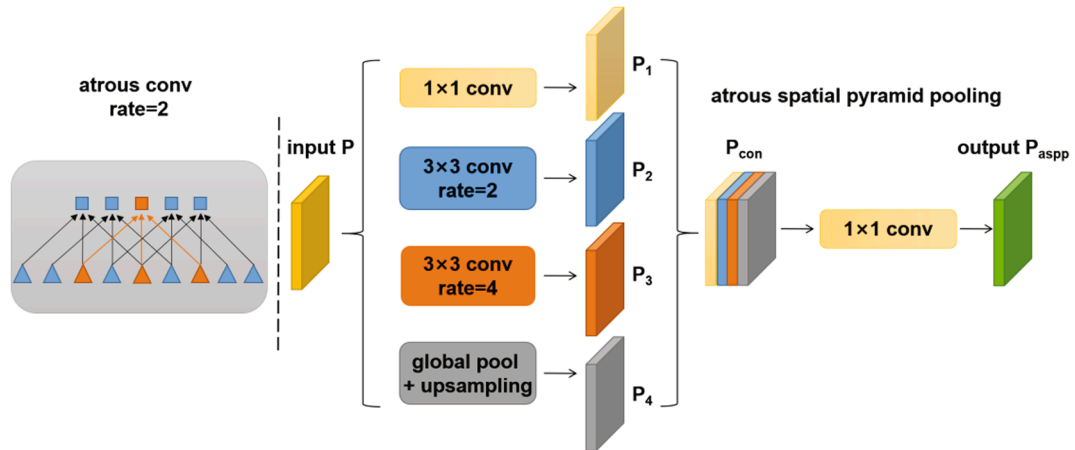 atrous conv
rate=2
input P
1×1 conv
P₁
3×3 conv
rate=2
P₂
3×3 conv
rate=4
P₃
global pool
+ upsampling
P₄
atrous spatial pyramid pooling
Pcon
1×1 conv
output Paspp